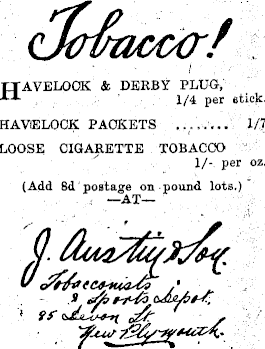 Tobacco!
HAVELOCK & DERBY PLUG,
1/4 per stick.
HAVELOCK PACKETS ........ 1/7
LOOSE CIGARETTE TOBACCO
1/- per oz.
(Add 8d postage on pound lots.)
—AT—
J. Austin & Son.
Tobacconists
& Sports Depot.
85 Devon St
New Plymouth.